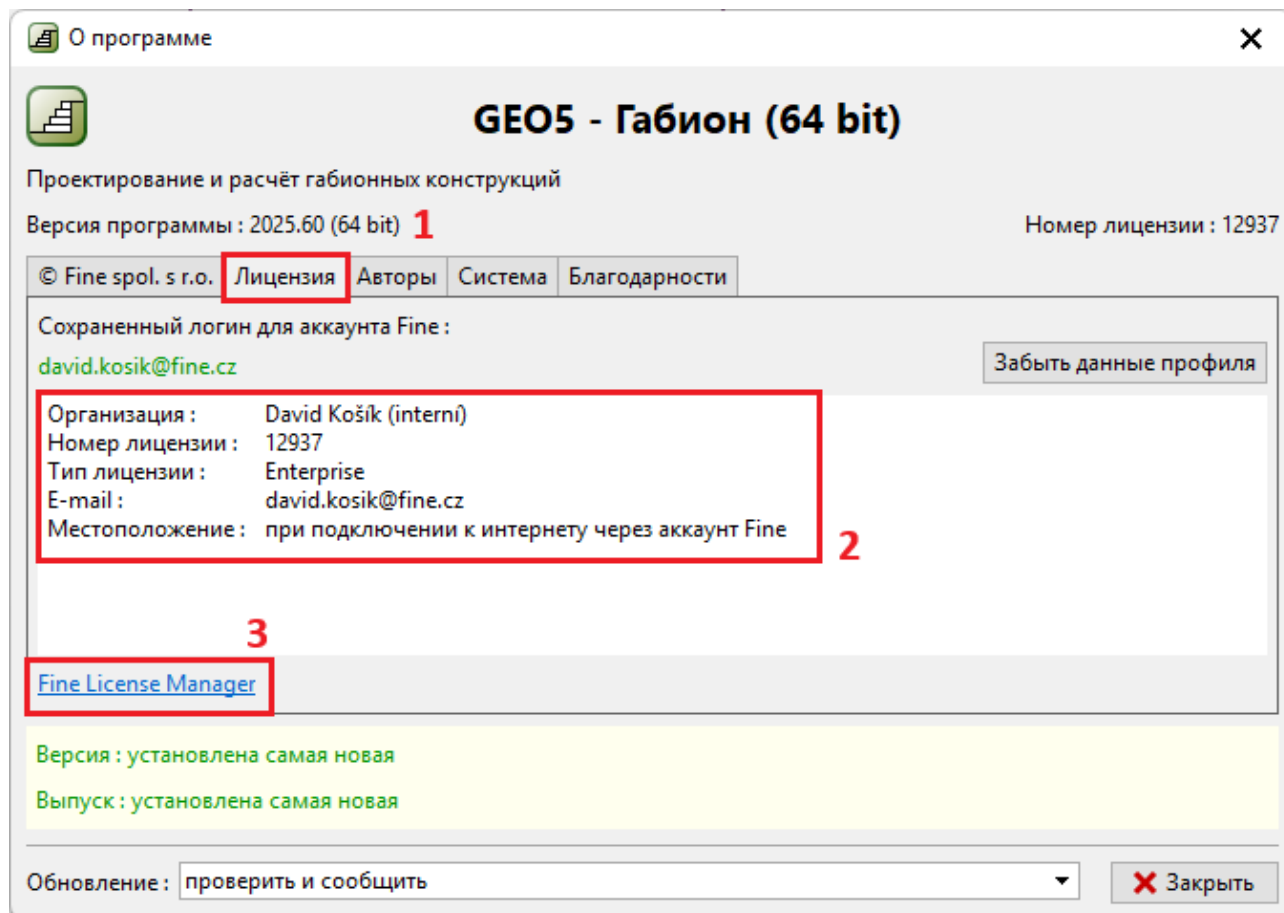 О программе
GEO5 - Габион (64 bit)
Проектирование и расчёт габионных конструкций
Версия программы : 2025.60 (64 bit) 1 Номер лицензии : 12937
© Fine spol. s r.o. Лицензия Авторы Система Благодарности
Сохраненный логин для аккаунта Fine :
david.kosik@fine.cz Забыть данные профиля
Организация : David Košík (interní)
Номер лицензии : 12937
Тип лицензии : Enterprise
E-mail : david.kosik@fine.cz
Местоположение : при подключении к интернету через аккаунт Fine
2
3
Fine License Manager
Версия : установлена самая новая
Выпуск : установлена самая новая
Обновление : проверить и сообщить Закрыть